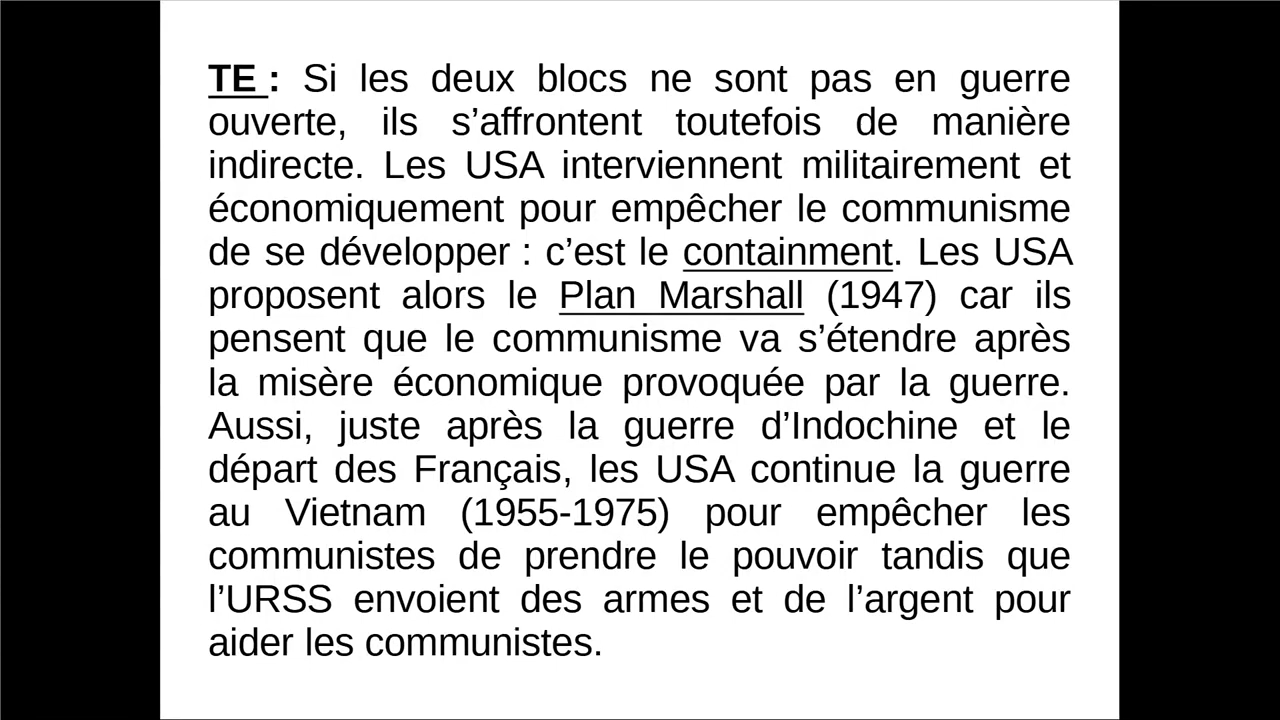 TE : Si les deux blocs ne sont pas en guerre
ouverte, ils s’affrontent toutefois de manière
indirecte. Les USA interviennent militairement et
économiquement pour empêcher le communisme
de se développer : c’est le containment. Les USA
proposent alors le Plan Marshall (1947) car ils
pensent que le communisme va s’étendre après
la misère économique provoquée par la guerre.
Aussi, juste après la guerre d’Indochine et le
départ des Français, les USA continue la guerre
au Vietnam (1955-1975) pour empêcher les
communistes de prendre le pouvoir tandis que
l’URSS envoient des armes et de l’argent pour
aider les communistes.